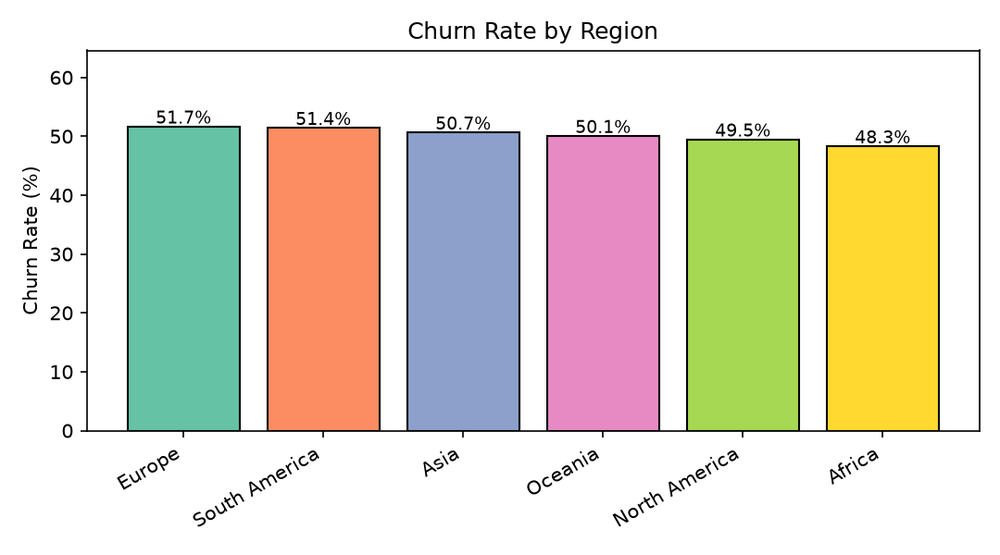 Churn Rate by Region
Churn Rate (%)
60
50
40
30
20
10
0
51.7%
51.4%
50.7%
50.1%
49.5%
48.3%
Europe
South America
Asia
Oceania
North America
Africa